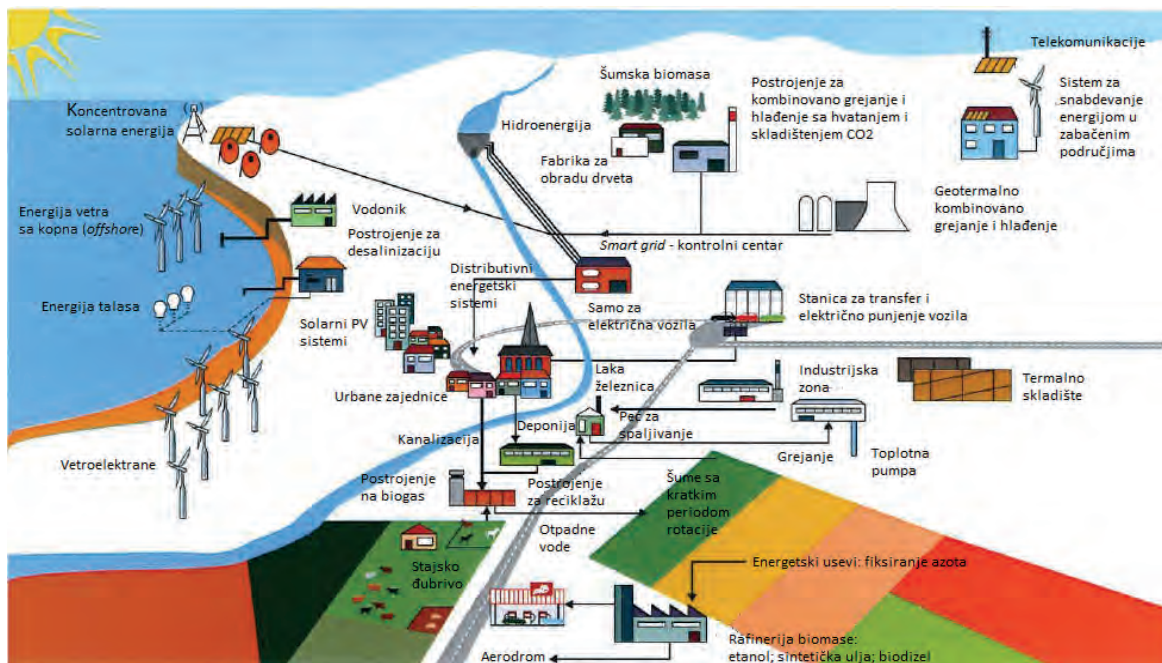 Telekomunikacije
Šumska biomasa
Postrojenje za
kombinovano grejanje i
hlađenje sa hvatanjem i
skladištenjem CO2
Sistem za
snabdevanje
energijom u
zabačenim
područjima
Koncentrovana
solarna energija
Hidroenergija
Fabrika za
obradu drveta
Geotermalno
kombinovano
grejanje i hlađenje
Energija vetra
sa kopna (offshore)
Vodonik
Postrojenje za
desalinizaciju
Smart grid - kontrolni centar
Distributivni
energetski
sistemi
Energija talasa
Solarni PV
sistemi
Samo za
električna vozila
Stanica za transfer i
električno punjenje vozila
Laka
železnica
Industrijska
zona
Termalno
skladište
Urbane zajednice
Kanalizacija
Deponija
Peć za
spaljivanje
Grejanje
Toplotna
pumpa
Vetroelektrane
Postrojenje
na biogas
Postrojenje
za reciklažu
Šume sa
kratkim
periodom
rotacije
Otpadne
vode
Stajsko
đubrivo
Energetski usevi: fiksiranje azota
Rafinerija biomase:
etanol; sintetička ulja; biodizel
Aerodrom